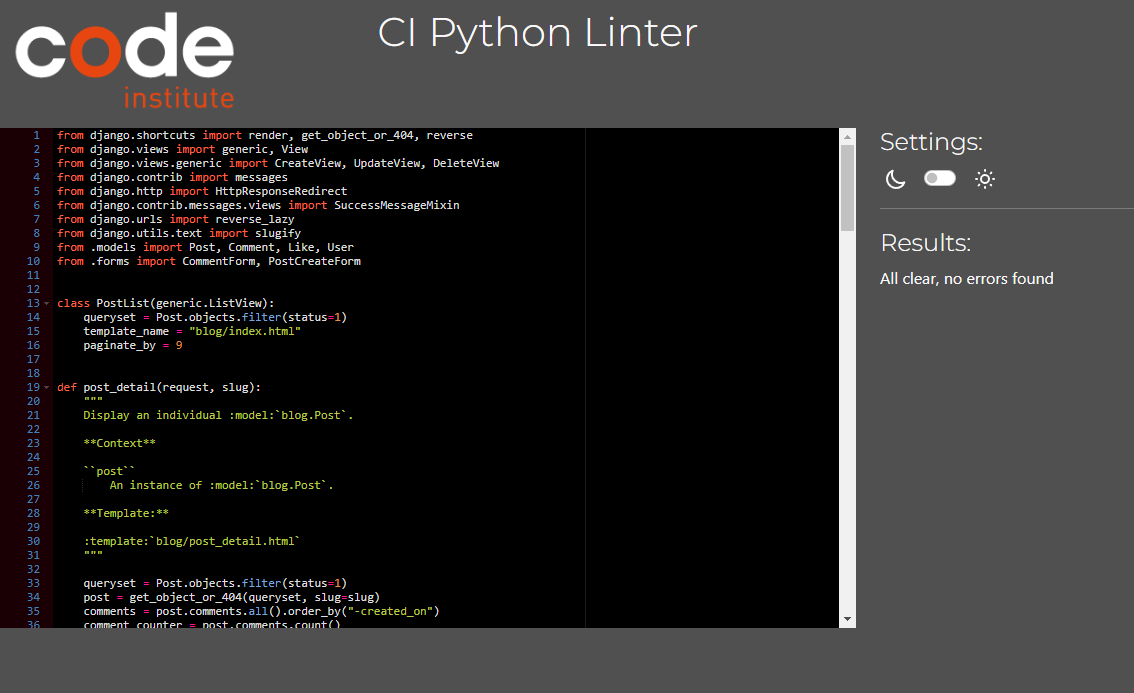 code
institute
CI Python Linter
1 from django.shortcuts import render, get_object_or_404, reverse
2 from django.views import generic, View
3 from django.views.generic import CreateView, UpdateView, DeleteView
4 from django.contrib import messages
5 from django.http import HttpResponseRedirect
6 from django.contrib.messages.views import SuccessMessageMixin
7 from django.urls import reverse_lazy
8 from django.utils.text import slugify
9 from .models import Post, Comment, Like, User
10 from .forms import CommentForm, PostCreateForm
11
12
13 class PostList(generic.ListView):
14     queryset = Post.objects.filter(status=1)
15     template_name = "blog/index.html"
16     paginate_by = 9
17
18
19 def post_detail(request, slug):
20     """
21     Display an individual :model:`blog.Post`.
22
23     **Context**
24
25     ``post``
26         An instance of :model:`blog.Post`.
27
28     **Template:**
29
30     :template:`blog/post_detail.html`
31     """
32
33     queryset = Post.objects.filter(status=1)
34     post = get_object_or_404(queryset, slug=slug)
35     comments = post.comments.all().order_by("-created_on")
36     comment_counter = post.comments.count()
Settings:
Results:
All clear, no errors found